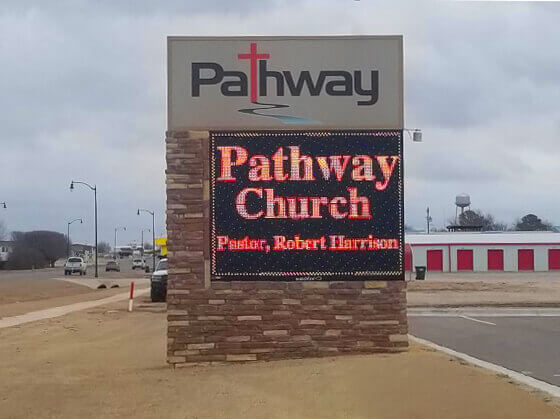 Pathway
Pathway
Church
Pastor, Robert Harrison